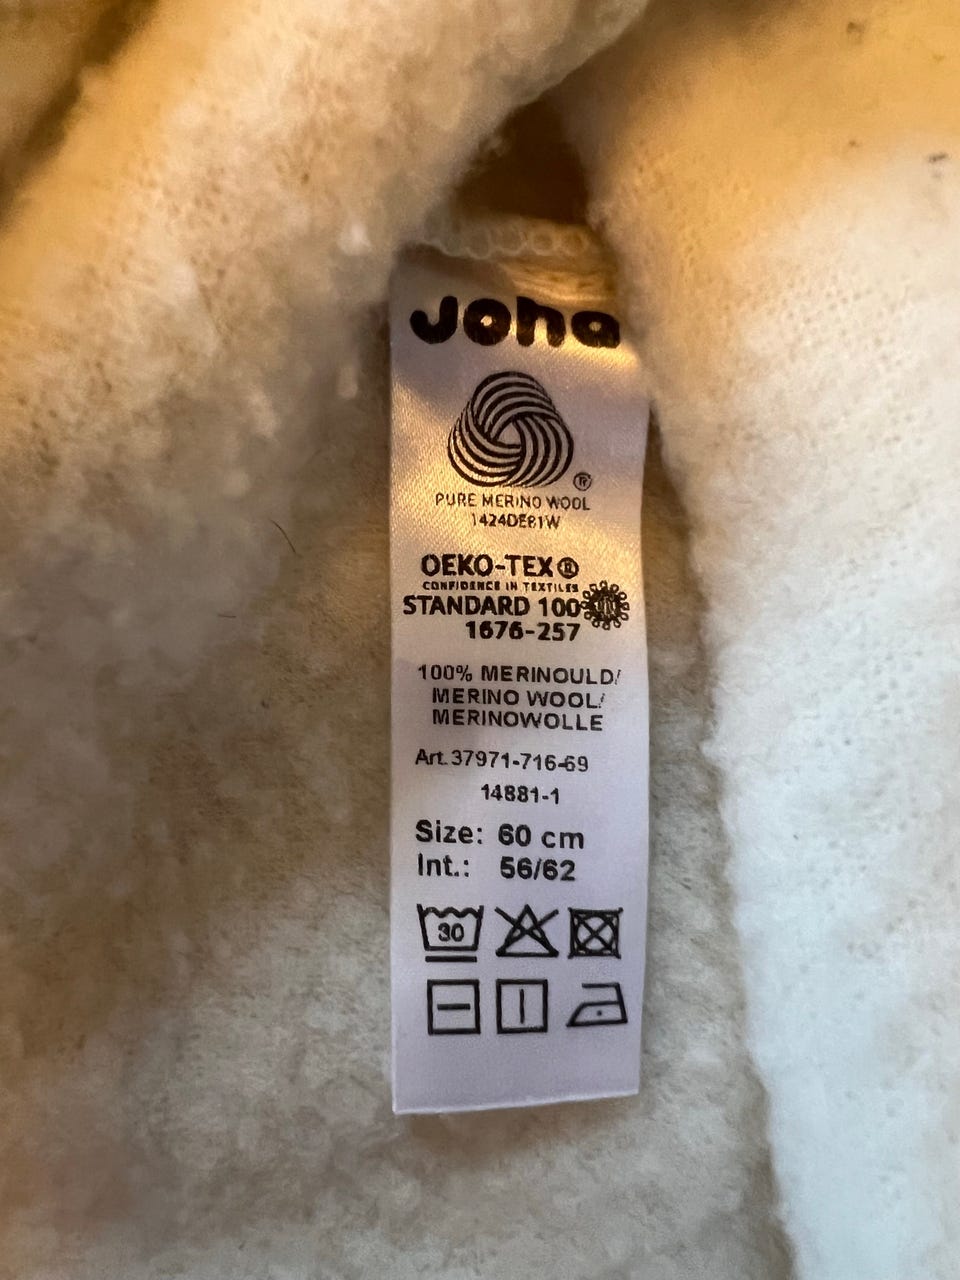 Joha
PURE MERINO WOOL
1424DE81W
OEKO-TEX®
CONFIDENCE IN TEXTILES
STANDARD 100
1676-257
100% MERINOULD/
MERINO WOOL/
MERINOWOLLE
Art.37971-716-69
14881-1
Size: 60 cm
Int.: 56/62
30